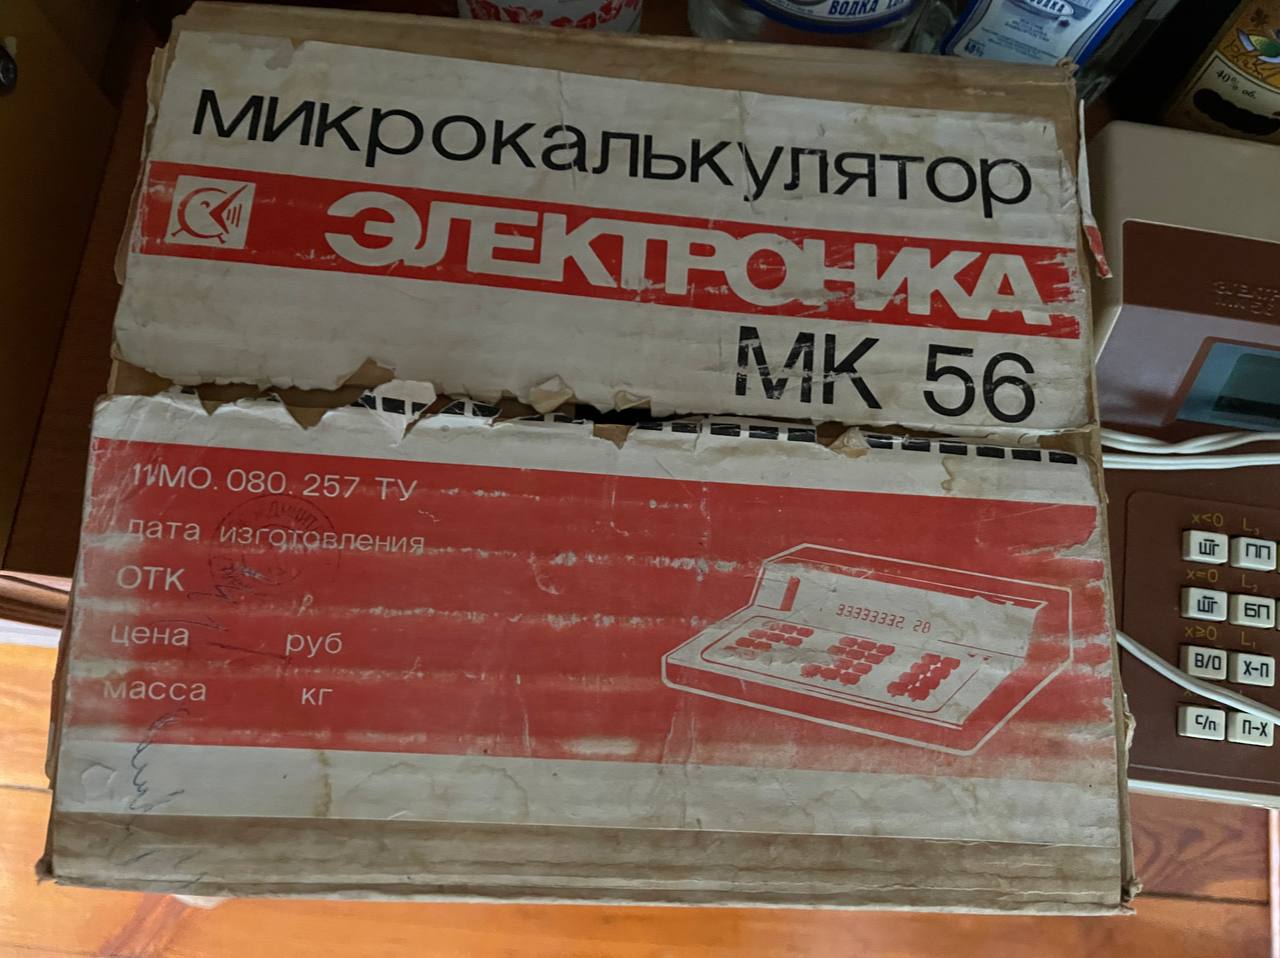 ВОДКА
40% об.
микрокалькулятор
ЭЛЕКТРОНИКА
МК 56
11МО.080 257 ТУ
дата изготовления
ОТК
цена руб
масса кг
x<0
ШГ ПП
x=0
ШГ БП
x≥0
В/О Х-П
С/П П-Х